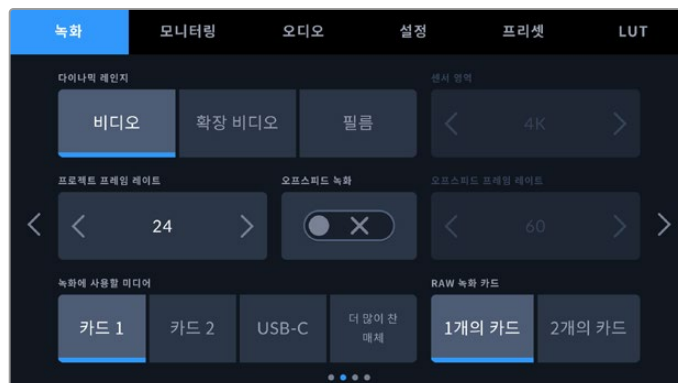 녹화 모니터링 오디오 설정 프리셋 LUT
다이나믹 레인지 센서 영역
비디오 확장 비디오 필름 4K
프로젝트 프레임 레이트 오프스피드 녹화 오프스피드 프레임 레이트
24 60
녹화에 사용할 미디어 RAW 녹화 카드
카드 1 카드 2 USB-C 더 많이 찬 1개의 카드 2개의 카드
매체